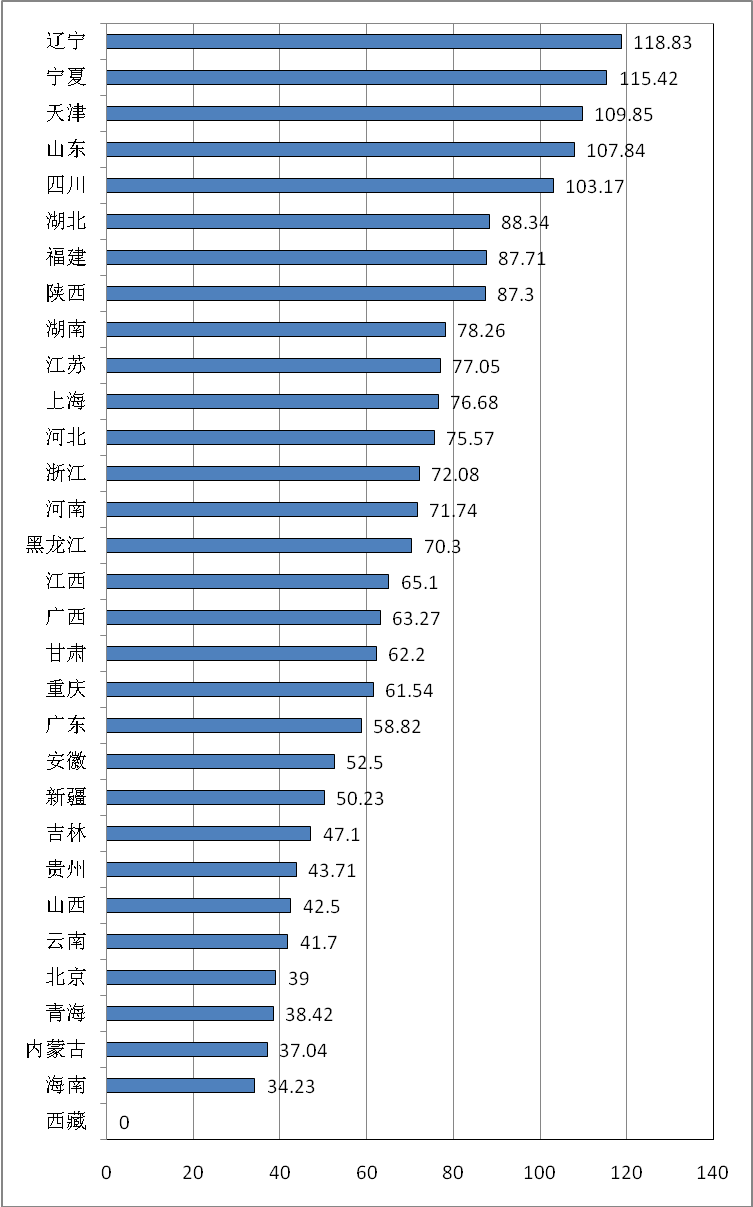 辽宁 118.83
宁夏 115.42
天津 109.85
山东 107.84
四川 103.17
湖北 88.34
福建 87.71
陕西 87.3
湖南 78.26
江苏 77.05
上海 76.68
河北 75.57
浙江 72.08
河南 71.74
黑龙江 70.3
江西 65.1
广西 63.27
甘肃 62.2
重庆 61.54
广东 58.82
安徽 52.5
新疆 50.23
吉林 47.1
贵州 43.71
山西 42.5
云南 41.7
北京 39
青海 38.42
内蒙古 37.04
海南 34.23
西藏 0
0 20 40 60 80 100 120 140